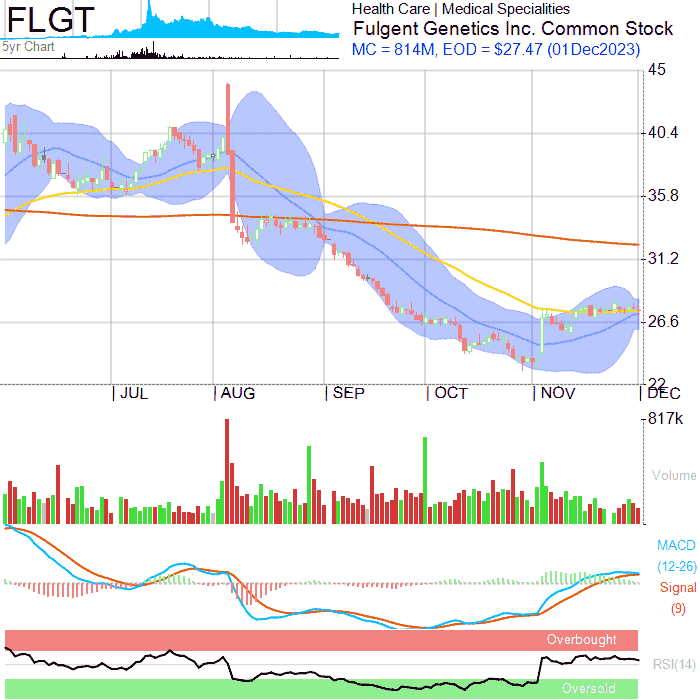 FLGT
5yr Chart
Health Care | Medical Specialities
Fulgent Genetics Inc. Common Stock
MC = 814M, EOD = $27.47 (01Dec2023)
45
40.4
35.8
31.2
26.6
22
JUL AUG SEP OCT NOV DEC
817k
Volume
MACD
(12-26)
Signal
(9)
Overbought
RSI(14)
Oversold